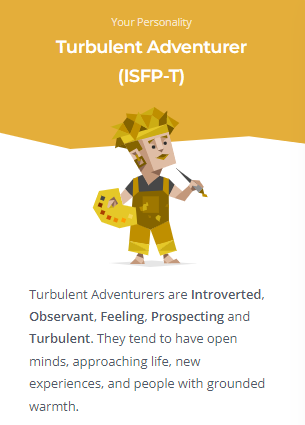 Your Personality
Turbulent Adventurer
(ISFP-T)
Turbulent Adventurers are Introverted,
Observant, Feeling, Prospecting and
Turbulent. They tend to have open
minds, approaching life, new
experiences, and people with grounded
warmth.